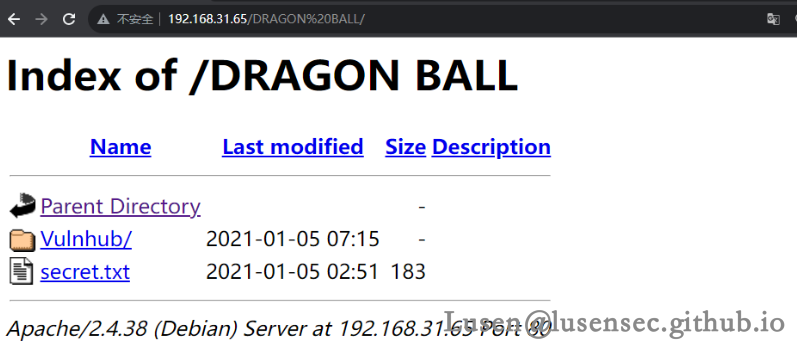 不安全 | 192.168.31.65/DRAGON%20BALL/
Index of /DRAGON BALL
Name Last modified Size Description
Parent Directory -
Vulnhub/ 2021-01-05 07:15 -
secret.txt 2021-01-05 02:51 183
Apache/2.4.38 (Debian) Server at 192.168.31.65 Port 80
Lusen@lusensec.github.io